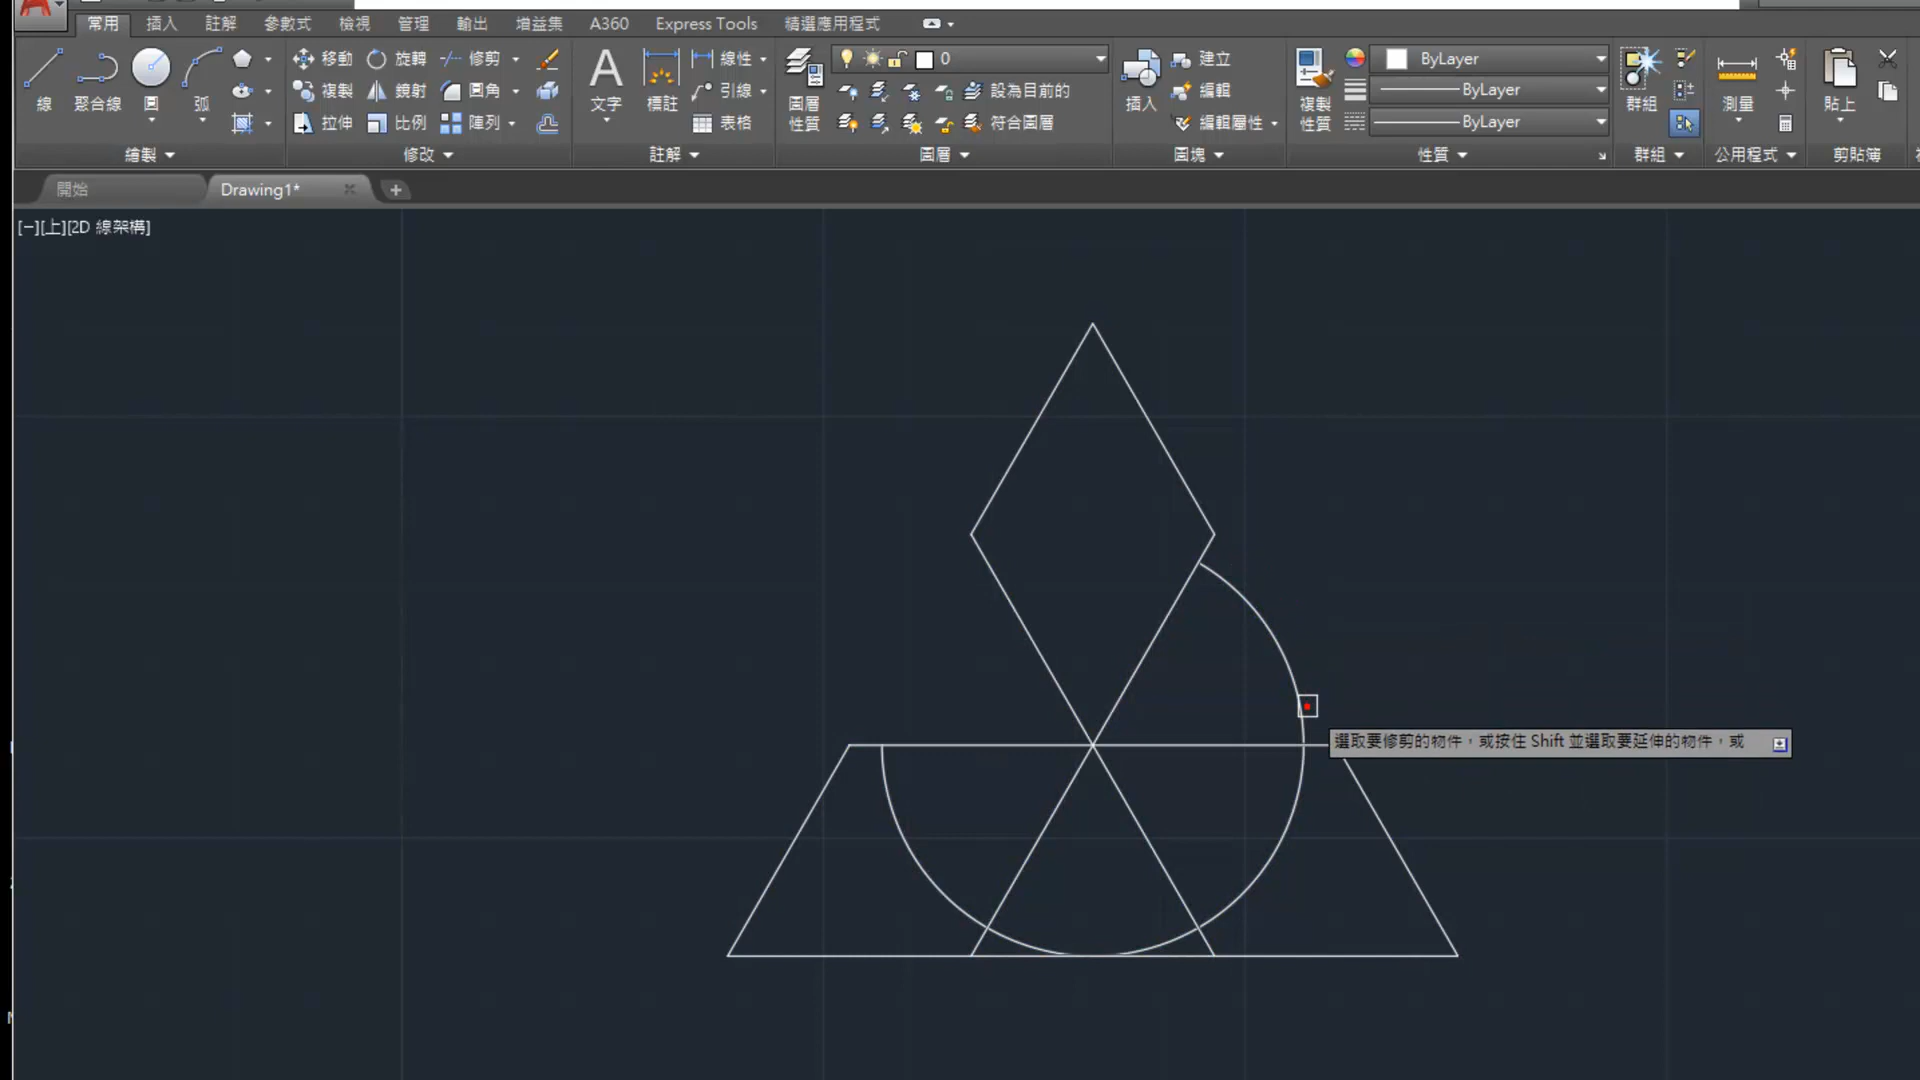 常用 插入 註解 參數式 檢視 管理 輸出 增益集 A360 Express Tools 精選應用程式
線 聚合線 圓 弧
移動 旋轉 修剪
複製 鏡射 圓角
拉伸 比例 陣列
文字 標註
線性
引線
表格
圖層
性質
0
設為目前的
符合圖層
插入
建立
編輯
編輯屬性
複製
性質
ByLayer
ByLayer
ByLayer
群組
測量
貼上
繪製 修改 註解 圖層 圖塊 性質 群組 公用程式 剪貼簿
開始 Drawing1*
[−][上][2D 線架構]
選取要修剪的物件，或按住 Shift 並選取要延伸的物件，或